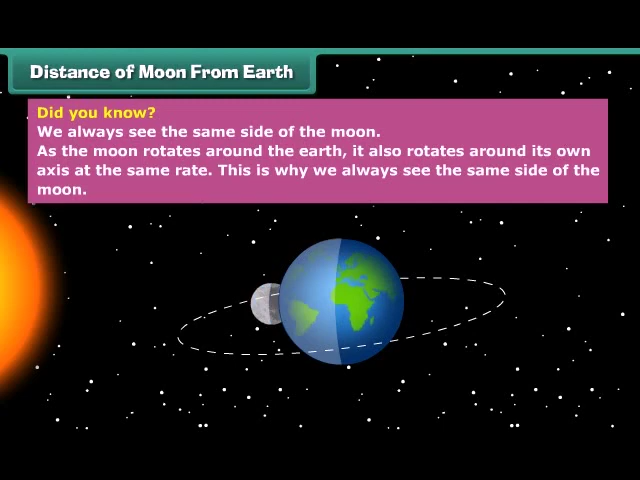 Distance of Moon From Earth
Did you know?
We always see the same side of the moon.
As the moon rotates around the earth, it also rotates around its own
axis at the same rate. This is why we always see the same side of the
moon.